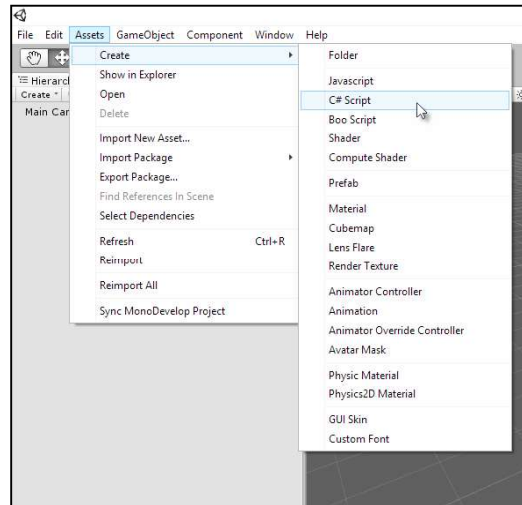 File Edit Assets GameObject Component Window Help
Hierarc
Create
Main Car
Create
Show in Explorer
Open
Delete
Import New Asset...
Import Package
Export Package...
Find References In Scene
Select Dependencies
Refresh Ctrl+R
Reimport
Reimport All
Sync MonoDevelop Project
Folder
Javascript
C# Script
Boo Script
Shader
Compute Shader
Prefab
Material
Cubemap
Lens Flare
Render Texture
Animator Controller
Animation
Animator Override Controller
Avatar Mask
Physic Material
Physics2D Material
GUI Skin
Custom Font